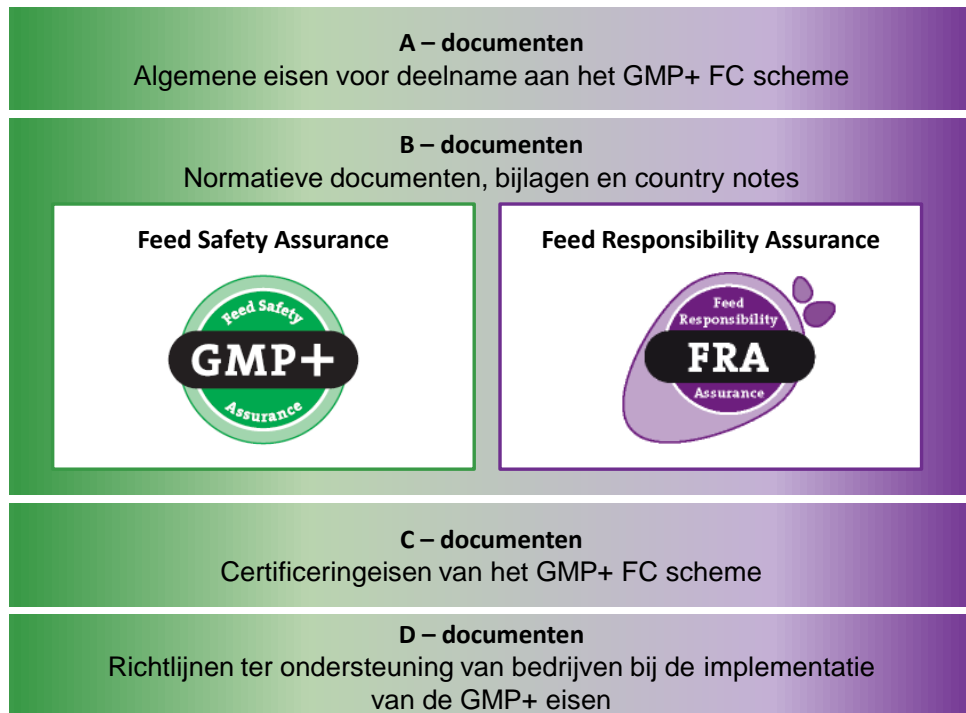 A – documenten
Algemene eisen voor deelname aan het GMP+ FC scheme
B – documenten
Normatieve documenten, bijlagen en country notes
Feed Safety Assurance
Feed Safety
GMP+
Assurance
Feed Responsibility Assurance
Feed
Responsibility
FRA
Assurance
C – documenten
Certificeringeisen van het GMP+ FC scheme
D – documenten
Richtlijnen ter ondersteuning van bedrijven bij de implementatie
van de GMP+ eisen